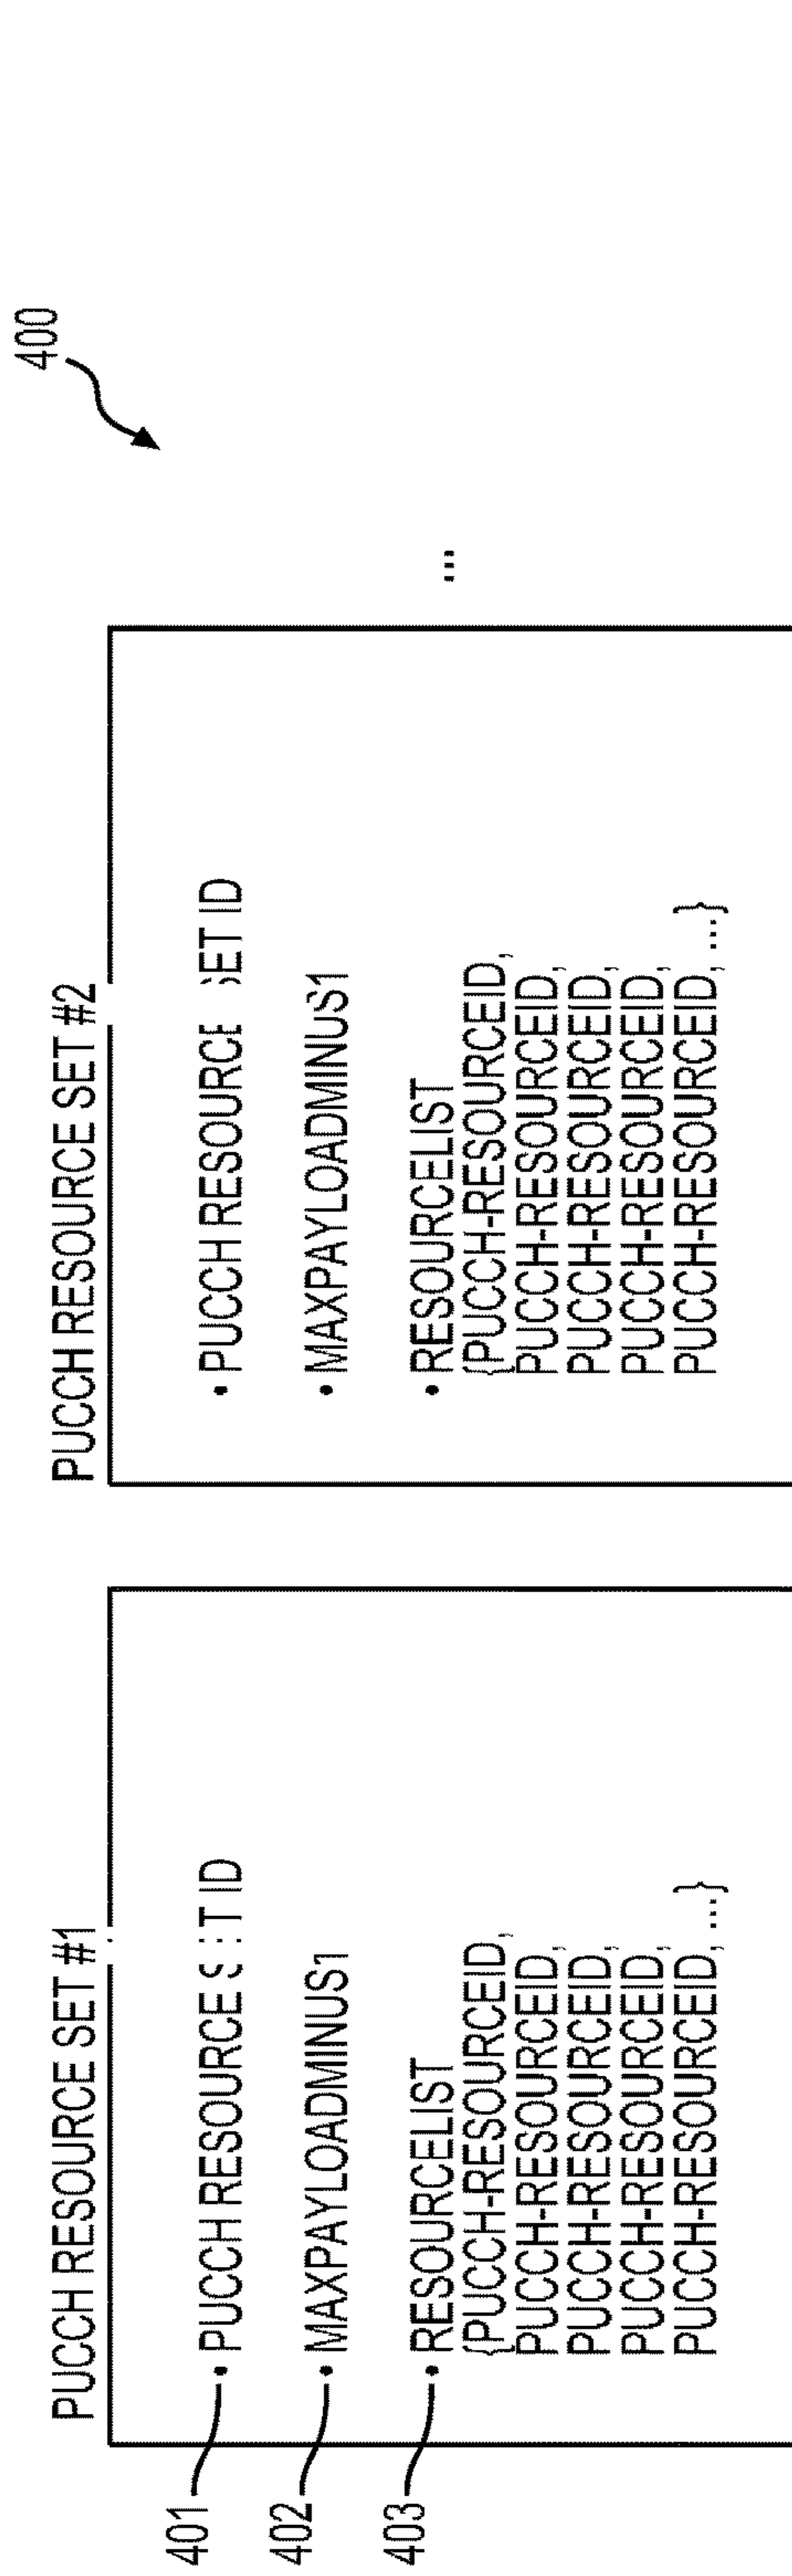 400
PUCCH RESOURCE SET #1
401
• PUCCH RESOURCE SET ID
402
• MAXPAYLOADMINUS1
403
• RESOURCELIST
{PUCCH-RESOURCEID,
PUCCH-RESOURCEID,
PUCCH-RESOURCEID,
PUCCH-RESOURCEID,
PUCCH-RESOURCEID, ...}
PUCCH RESOURCE SET #2
• PUCCH RESOURCE SET ID
• MAXPAYLOADMINUS1
• RESOURCELIST
{PUCCH-RESOURCEID,
PUCCH-RESOURCEID,
PUCCH-RESOURCEID,
PUCCH-RESOURCEID,
PUCCH-RESOURCEID, ...}
...